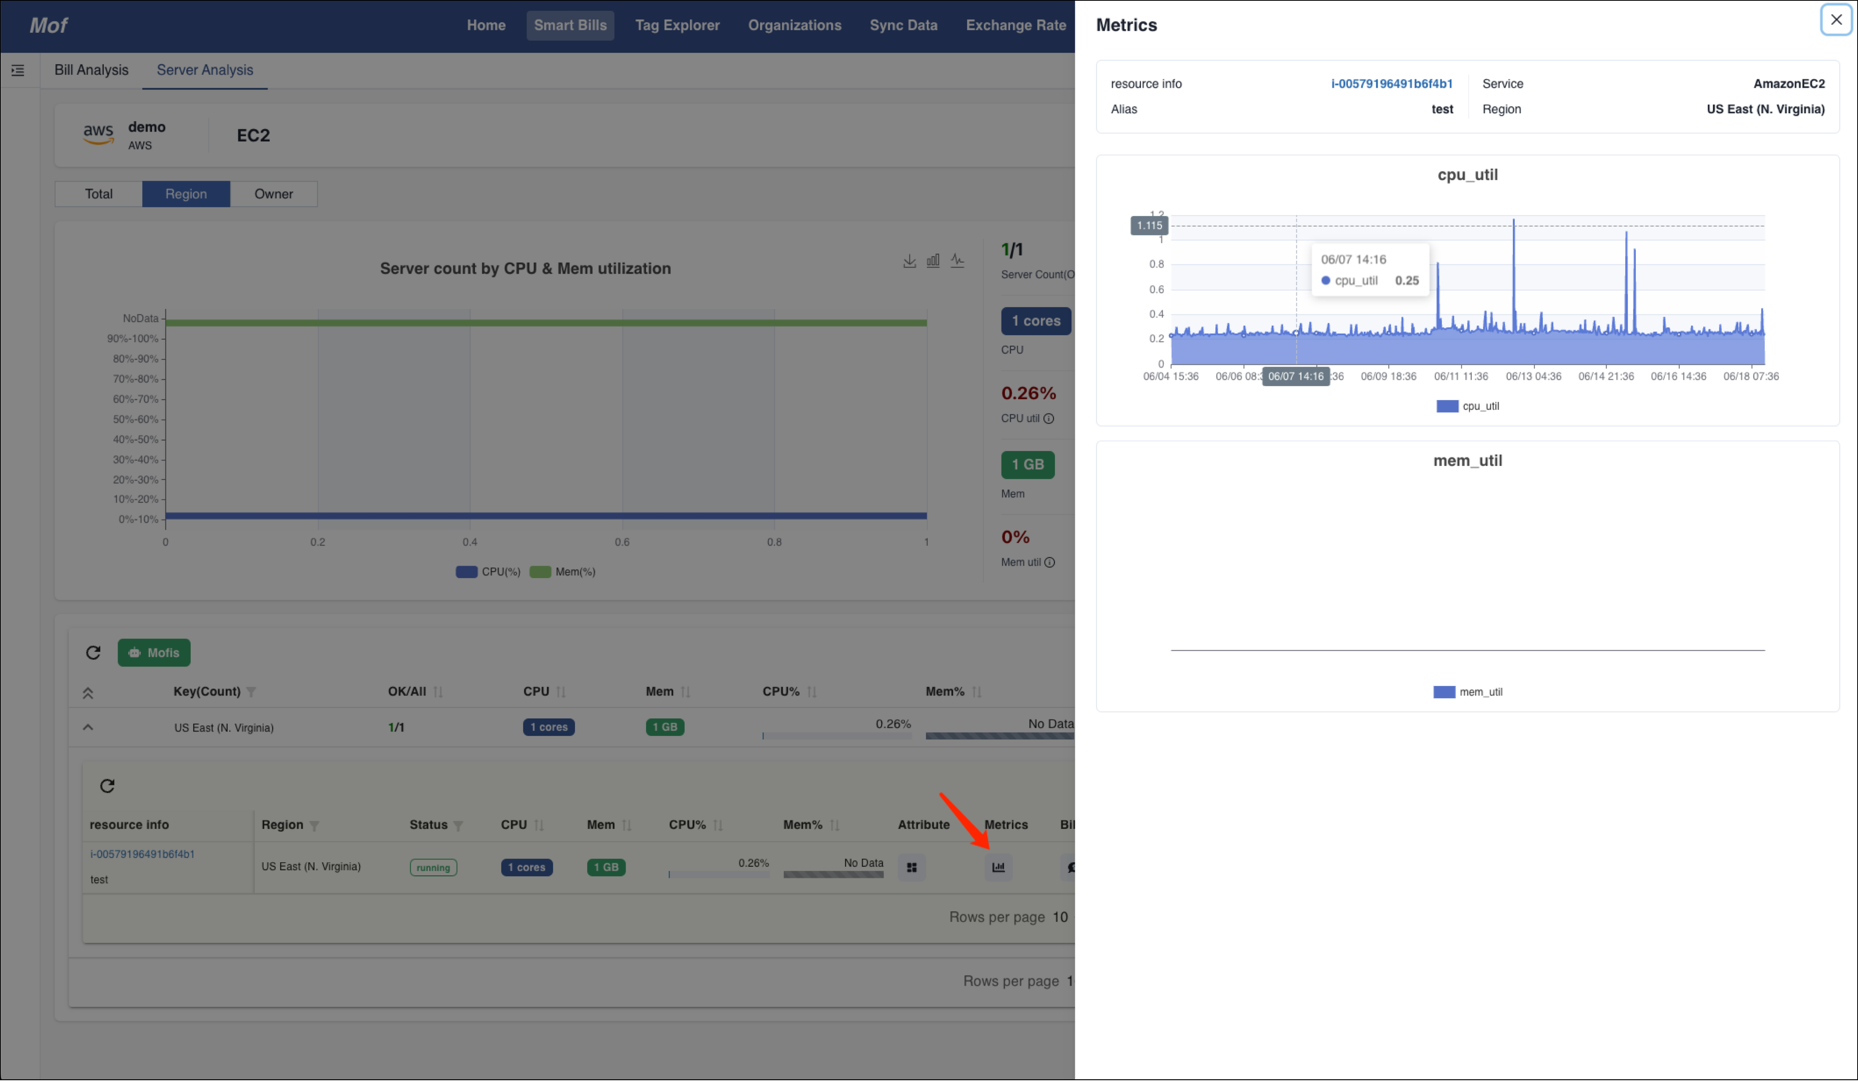 Mof
Home Smart Bills Tag Explorer Organizations Sync Data Exchange Rate
Bill Analysis Server Analysis
aws demo
AWS
EC2
Total Region Owner
Server count by CPU & Mem utilization
NoData
90%-100%
80%-90%
70%-80%
60%-70%
50%-60%
40%-50%
30%-40%
20%-30%
10%-20%
0%-10%
0 0.2 0.4 0.6 0.8 1
CPU(%) Mem(%)
1/1
Server Count(O
1 cores
CPU
0.26%
CPU util
1 GB
Mem
0%
Mem util
Mofis
Key(Count) OK/All CPU Mem CPU% Mem%
US East (N. Virginia) 1/1 1 cores 1 GB 0.26% No Data
resource info Region Status CPU Mem CPU% Mem% Attribute Metrics Bil
i-00579196491b6f4b1 US East (N. Virginia) running 1 cores 1 GB 0.26% No Data
test
Rows per page 10
Rows per page 1
Metrics
resource info i-00579196491b6f4b1 Service AmazonEC2
Alias test Region US East (N. Virginia)
cpu_util
1.2
1.115
1
0.8
0.6
0.4
0.2
0
06/07 14:16
cpu_util 0.25
06/04 15:36 06/06 08: 06/07 14:16 :36 06/09 18:36 06/11 11:36 06/13 04:36 06/14 21:36 06/16 14:36 06/18 07:36
cpu_util
mem_util
mem_util